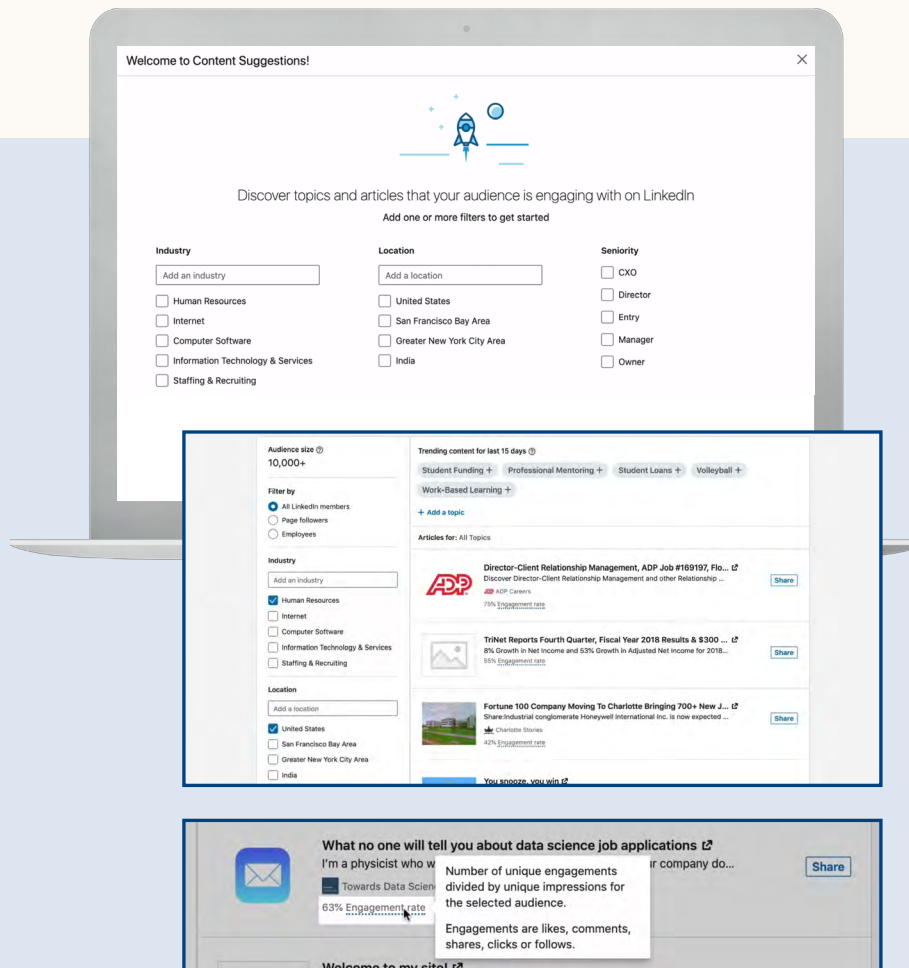 Welcome to Content Suggestions!
Discover topics and articles that your audience is engaging with on LinkedIn
Add one or more filters to get started
Industry
Add an industry
Human Resources
Internet
Computer Software
Information Technology & Services
Staffing & Recruiting
Location
Add a location
United States
San Francisco Bay Area
Greater New York City Area
India
Seniority
CXO
Director
Entry
Manager
Owner
Audience size
10,000+
Filter by
All LinkedIn members
Page followers
Employees
Industry
Add an industry
Human Resources
Internet
Computer Software
Information Technology & Services
Staffing & Recruiting
Location
Add a location
United States
San Francisco Bay Area
Greater New York City Area
India
Trending content for last 15 days
Student Funding + Professional Mentoring + Student Loans + Volleyball +
Work-Based Learning +
+ Add a topic
Articles for: All Topics
ADP
Director-Client Relationship Management, ADP Job #169197, Flo...
Discover Director-Client Relationship Management and other Relationship ...
ADP ADP Careers
75% Engagement rate
Share
TriNet Reports Fourth Quarter, Fiscal Year 2018 Results & $300 ...
8% Growth in Net Income and 53% Growth in Adjusted Net Income for 2018...
55% Engagement rate
Share
Fortune 100 Company Moving To Charlotte Bringing 700+ New J...
Share:Industrial conglomerate Honeywell International Inc. is now expected ...
Charlotte Stories
42% Engagement rate
Share
You snooze, you win
What no one will tell you about data science job applications
I'm a physicist who w
ur company do...
Towards Data Scien
63% Engagement rate
Share
Number of unique engagements
divided by unique impressions for
the selected audience.
Engagements are likes, comments,
shares, clicks or follows.
Welcome to my site!